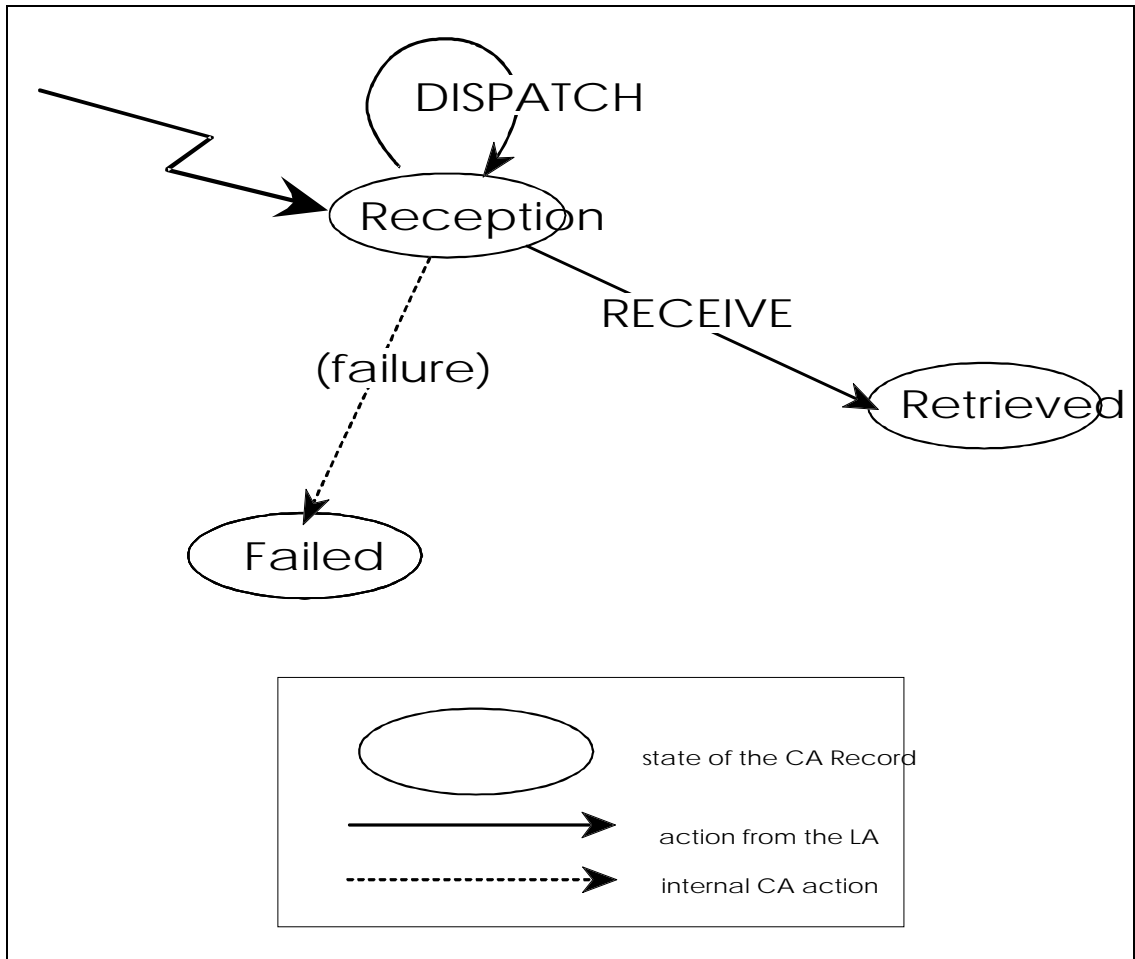 DISPATCH
Reception
RECEIVE
(failure)
Retrieved
Failed
state of the CA Record
action from the LA
internal CA action